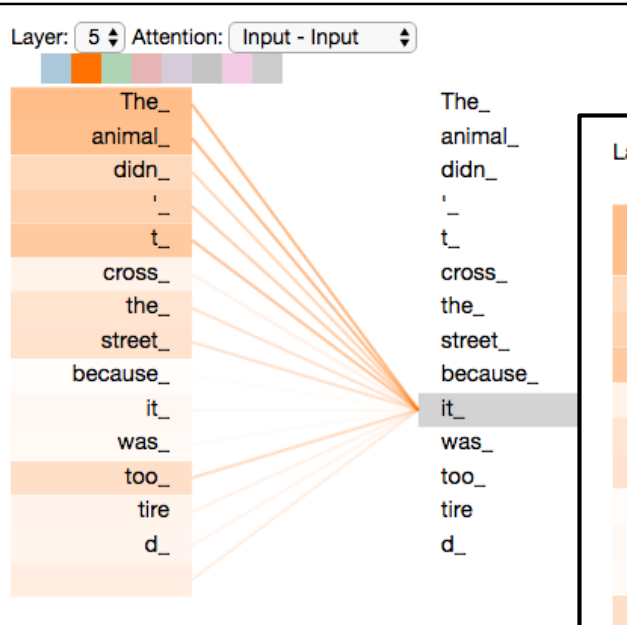 Layer: 5 Attention: Input - Input
The_ The_
animal_ animal_
didn_ didn_
'_ '_
t_ t_
cross_ cross_
the_ the_
street_ street_
because_ because_
it_ it_
was_ was_
too_ too_
tire tire
d_ d_
La